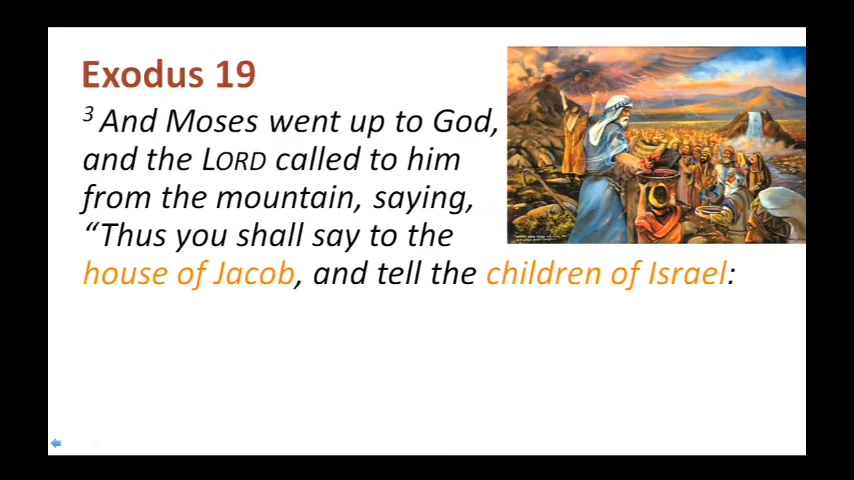 Exodus 19
3 And Moses went up to God,
and the LORD called to him
from the mountain, saying,
“Thus you shall say to the
house of Jacob, and tell the children of Israel: